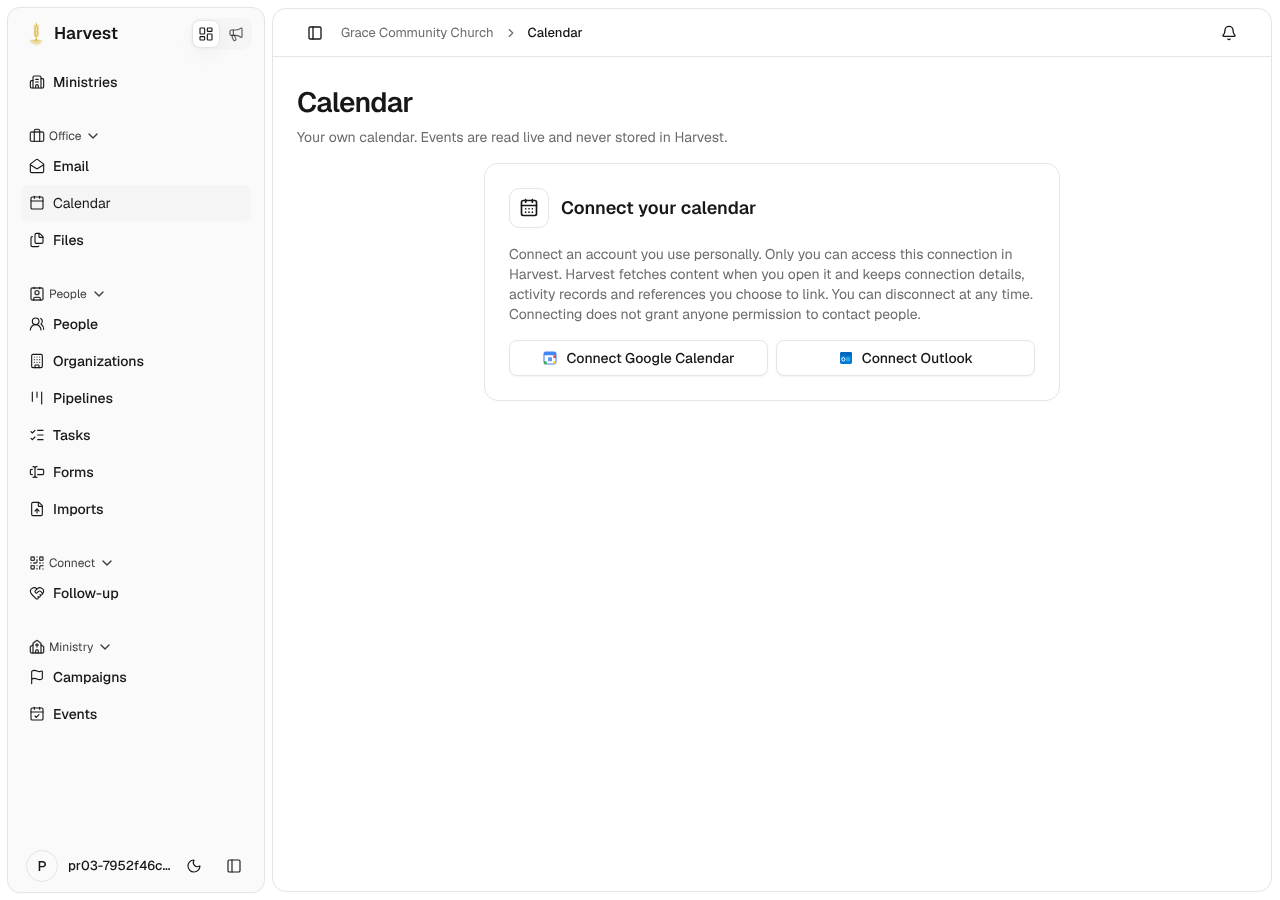 Harvest
Ministries
Office
Email
Calendar
Files
People
People
Organizations
Pipelines
Tasks
Forms
Imports
Connect
Follow-up
Ministry
Campaigns
Events
P
pr03-7952f46c...
Grace Community Church > Calendar
Calendar
Your own calendar. Events are read live and never stored in Harvest.
Connect your calendar
Connect an account you use personally. Only you can access this connection in
Harvest. Harvest fetches content when you open it and keeps connection details,
activity records and references you choose to link. You can disconnect at any time.
Connecting does not grant anyone permission to contact people.
Connect Google Calendar
Connect Outlook